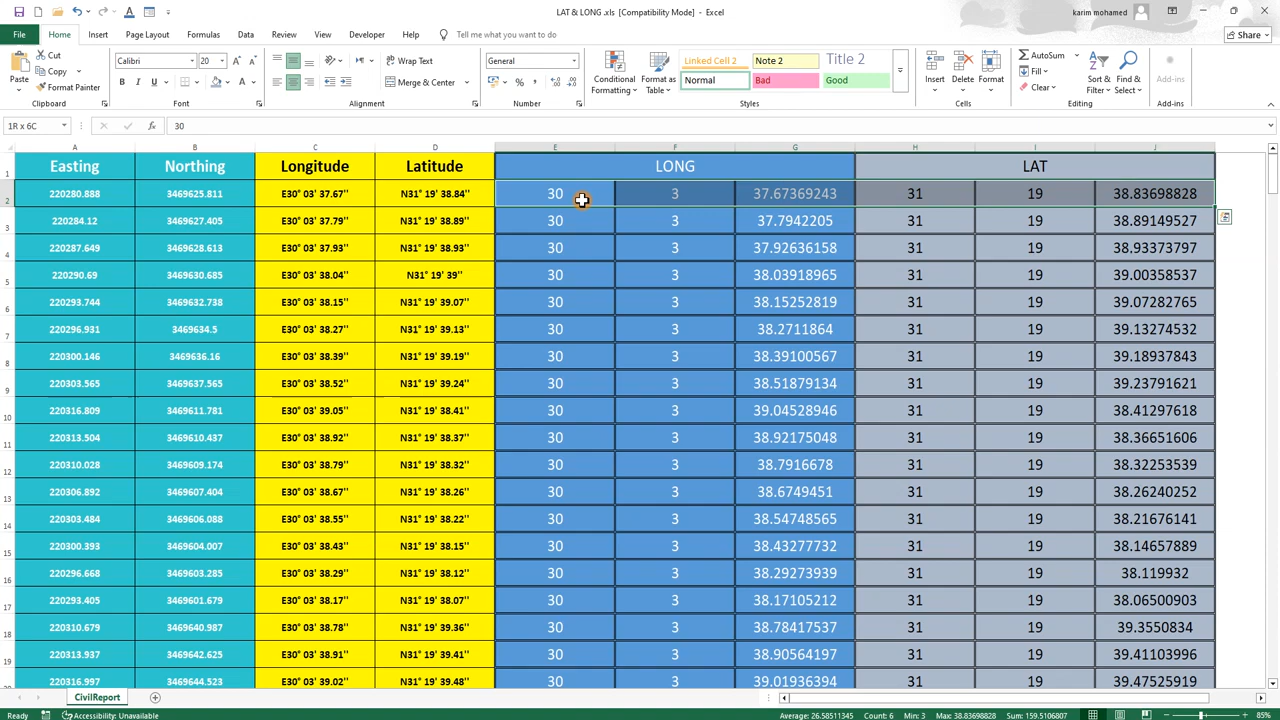 LAT & LONG .xls [Compatibility Mode] - Excel
karim mohamed
File Home Insert Page Layout Formulas Data Review View Developer Help Tell me what you want to do Share
Paste
Cut
Copy
Format Painter
Clipboard
Calibri 20
B I U
Font
Wrap Text
Merge & Center
Alignment
General
Number
Conditional Formatting
Format as Table
Linked Cell 2 Note 2 Title 2
Normal Bad Good
Styles
Insert Delete Format
Cells
AutoSum
Fill
Clear
Sort & Filter
Find & Select
Editing
Add-ins
Add-ins
1R x 6C fx 30
A B C D E F G H I J
1 Easting Northing Longitude Latitude LONG LAT
2 220280.888 3469625.811 E30° 03' 37.67'' N31° 19' 38.84'' 30 3 37.67369243 31 19 38.83698828
3 220284.12 3469627.405 E30° 03' 37.79'' N31° 19' 38.89'' 30 3 37.7942205 31 19 38.89149527
4 220287.649 3469628.613 E30° 03' 37.93'' N31° 19' 38.93'' 30 3 37.92636158 31 19 38.93373797
5 220290.69 3469630.685 E30° 03' 38.04'' N31° 19' 39'' 30 3 38.03918965 31 19 39.00358537
6 220293.744 3469632.738 E30° 03' 38.15'' N31° 19' 39.07'' 30 3 38.15252819 31 19 39.07282765
7 220296.931 3469634.5 E30° 03' 38.27'' N31° 19' 39.13'' 30 3 38.2711864 31 19 39.13274532
8 220300.146 3469636.16 E30° 03' 38.39'' N31° 19' 39.19'' 30 3 38.39100567 31 19 39.18937843
9 220303.565 3469637.565 E30° 03' 38.52'' N31° 19' 39.24'' 30 3 38.51879134 31 19 39.23791621
10 220316.809 3469611.781 E30° 03' 39.05'' N31° 19' 38.41'' 30 3 39.04528946 31 19 38.41297618
11 220313.504 3469610.437 E30° 03' 38.92'' N31° 19' 38.37'' 30 3 38.92175048 31 19 38.36651606
12 220310.028 3469609.174 E30° 03' 38.79'' N31° 19' 38.32'' 30 3 38.7916678 31 19 38.32253539
13 220306.892 3469607.404 E30° 03' 38.67'' N31° 19' 38.26'' 30 3 38.6749451 31 19 38.26240252
14 220303.484 3469606.088 E30° 03' 38.55'' N31° 19' 38.22'' 30 3 38.54748565 31 19 38.21676141
15 220300.393 3469604.007 E30° 03' 38.43'' N31° 19' 38.15'' 30 3 38.43277732 31 19 38.14657889
16 220296.668 3469603.285 E30° 03' 38.29'' N31° 19' 38.12'' 30 3 38.29273939 31 19 38.119932
17 220293.405 3469601.679 E30° 03' 38.17'' N31° 19' 38.07'' 30 3 38.17105212 31 19 38.06500903
18 220310.679 3469640.987 E30° 03' 38.78'' N31° 19' 39.36'' 30 3 38.78417537 31 19 39.3550834
19 220313.937 3469642.625 E30° 03' 38.91'' N31° 19' 39.41'' 30 3 38.90564197 31 19 39.41103996
220316.997 3469644.523 E30° 03' 39.02'' N31° 19' 39.48'' 30 3 39.01936394 31 19 39.47525919
CivilReport
Ready Accessibility: Unavailable Average: 26.58511345 Count: 6 Min: 3 Max: 38.83698828 Sum: 159.5106807 85%